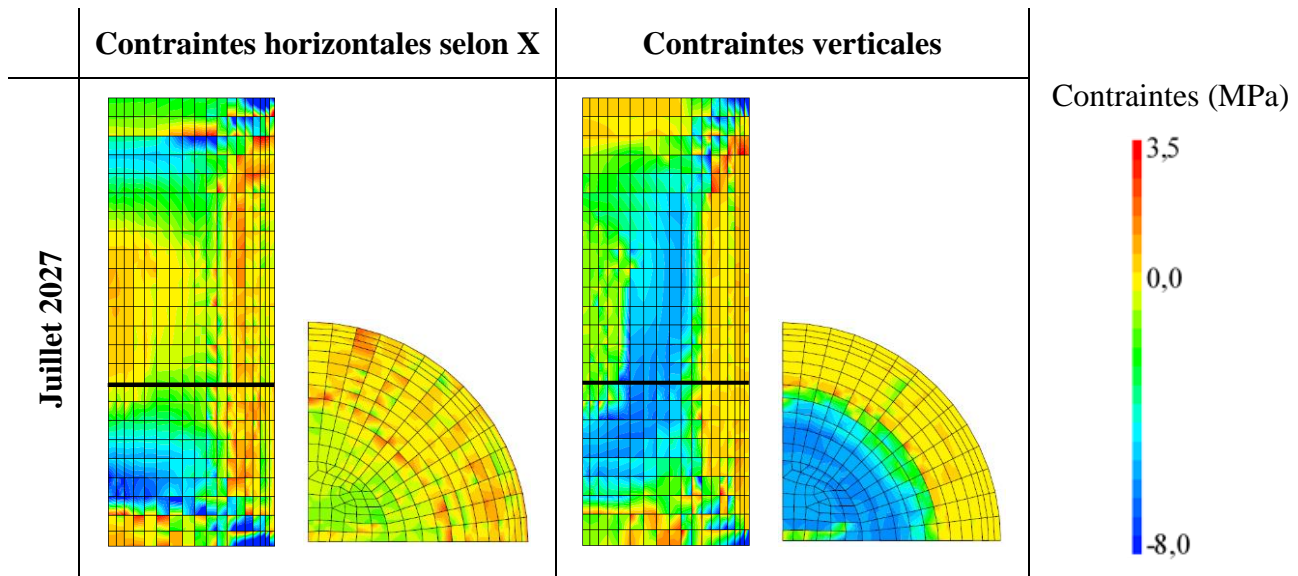 Contraintes horizontales selon X
Contraintes verticales
Contraintes (MPa)
Juillet 2027
3,5
0,0
-8,0